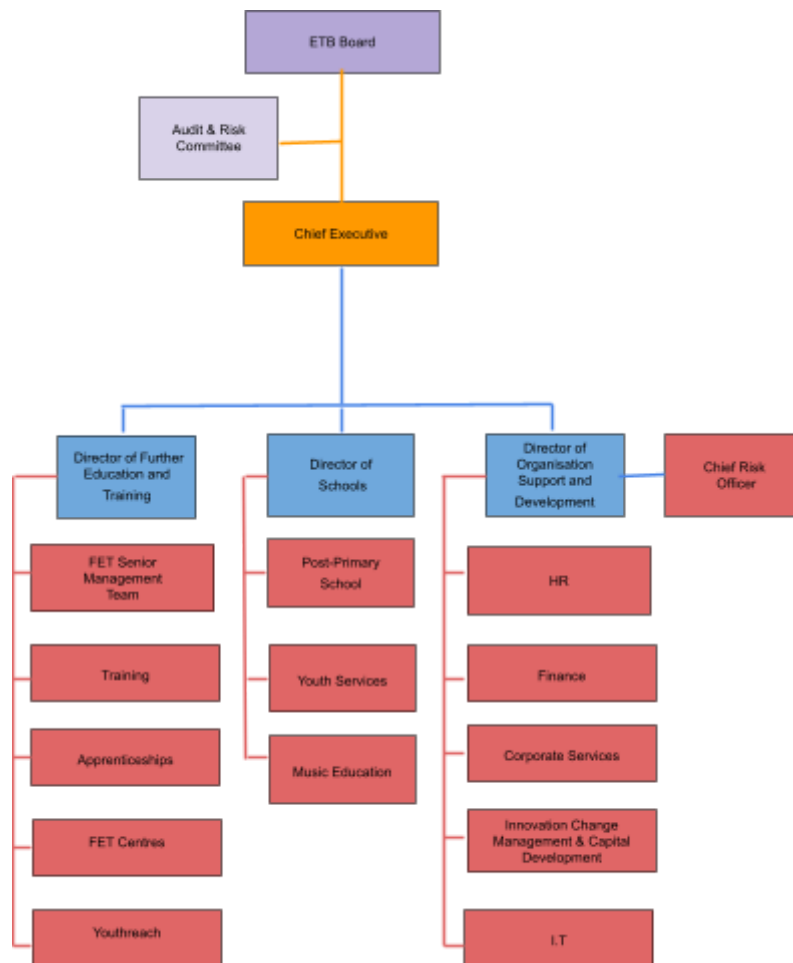 ETB Board
Audit & Risk
Committee
Chief Executive
Director of Further
Education and
Training
Director of
Schools
Director of
Organisation
Support and
Development
Chief Risk
Officer
FET Senior
Management
Team
Training
Apprenticeships
FET Centres
Youthreach
Post-Primary
School
Youth Services
Music Education
HR
Finance
Corporate Services
Innovation Change
Management & Capital
Development
I.T